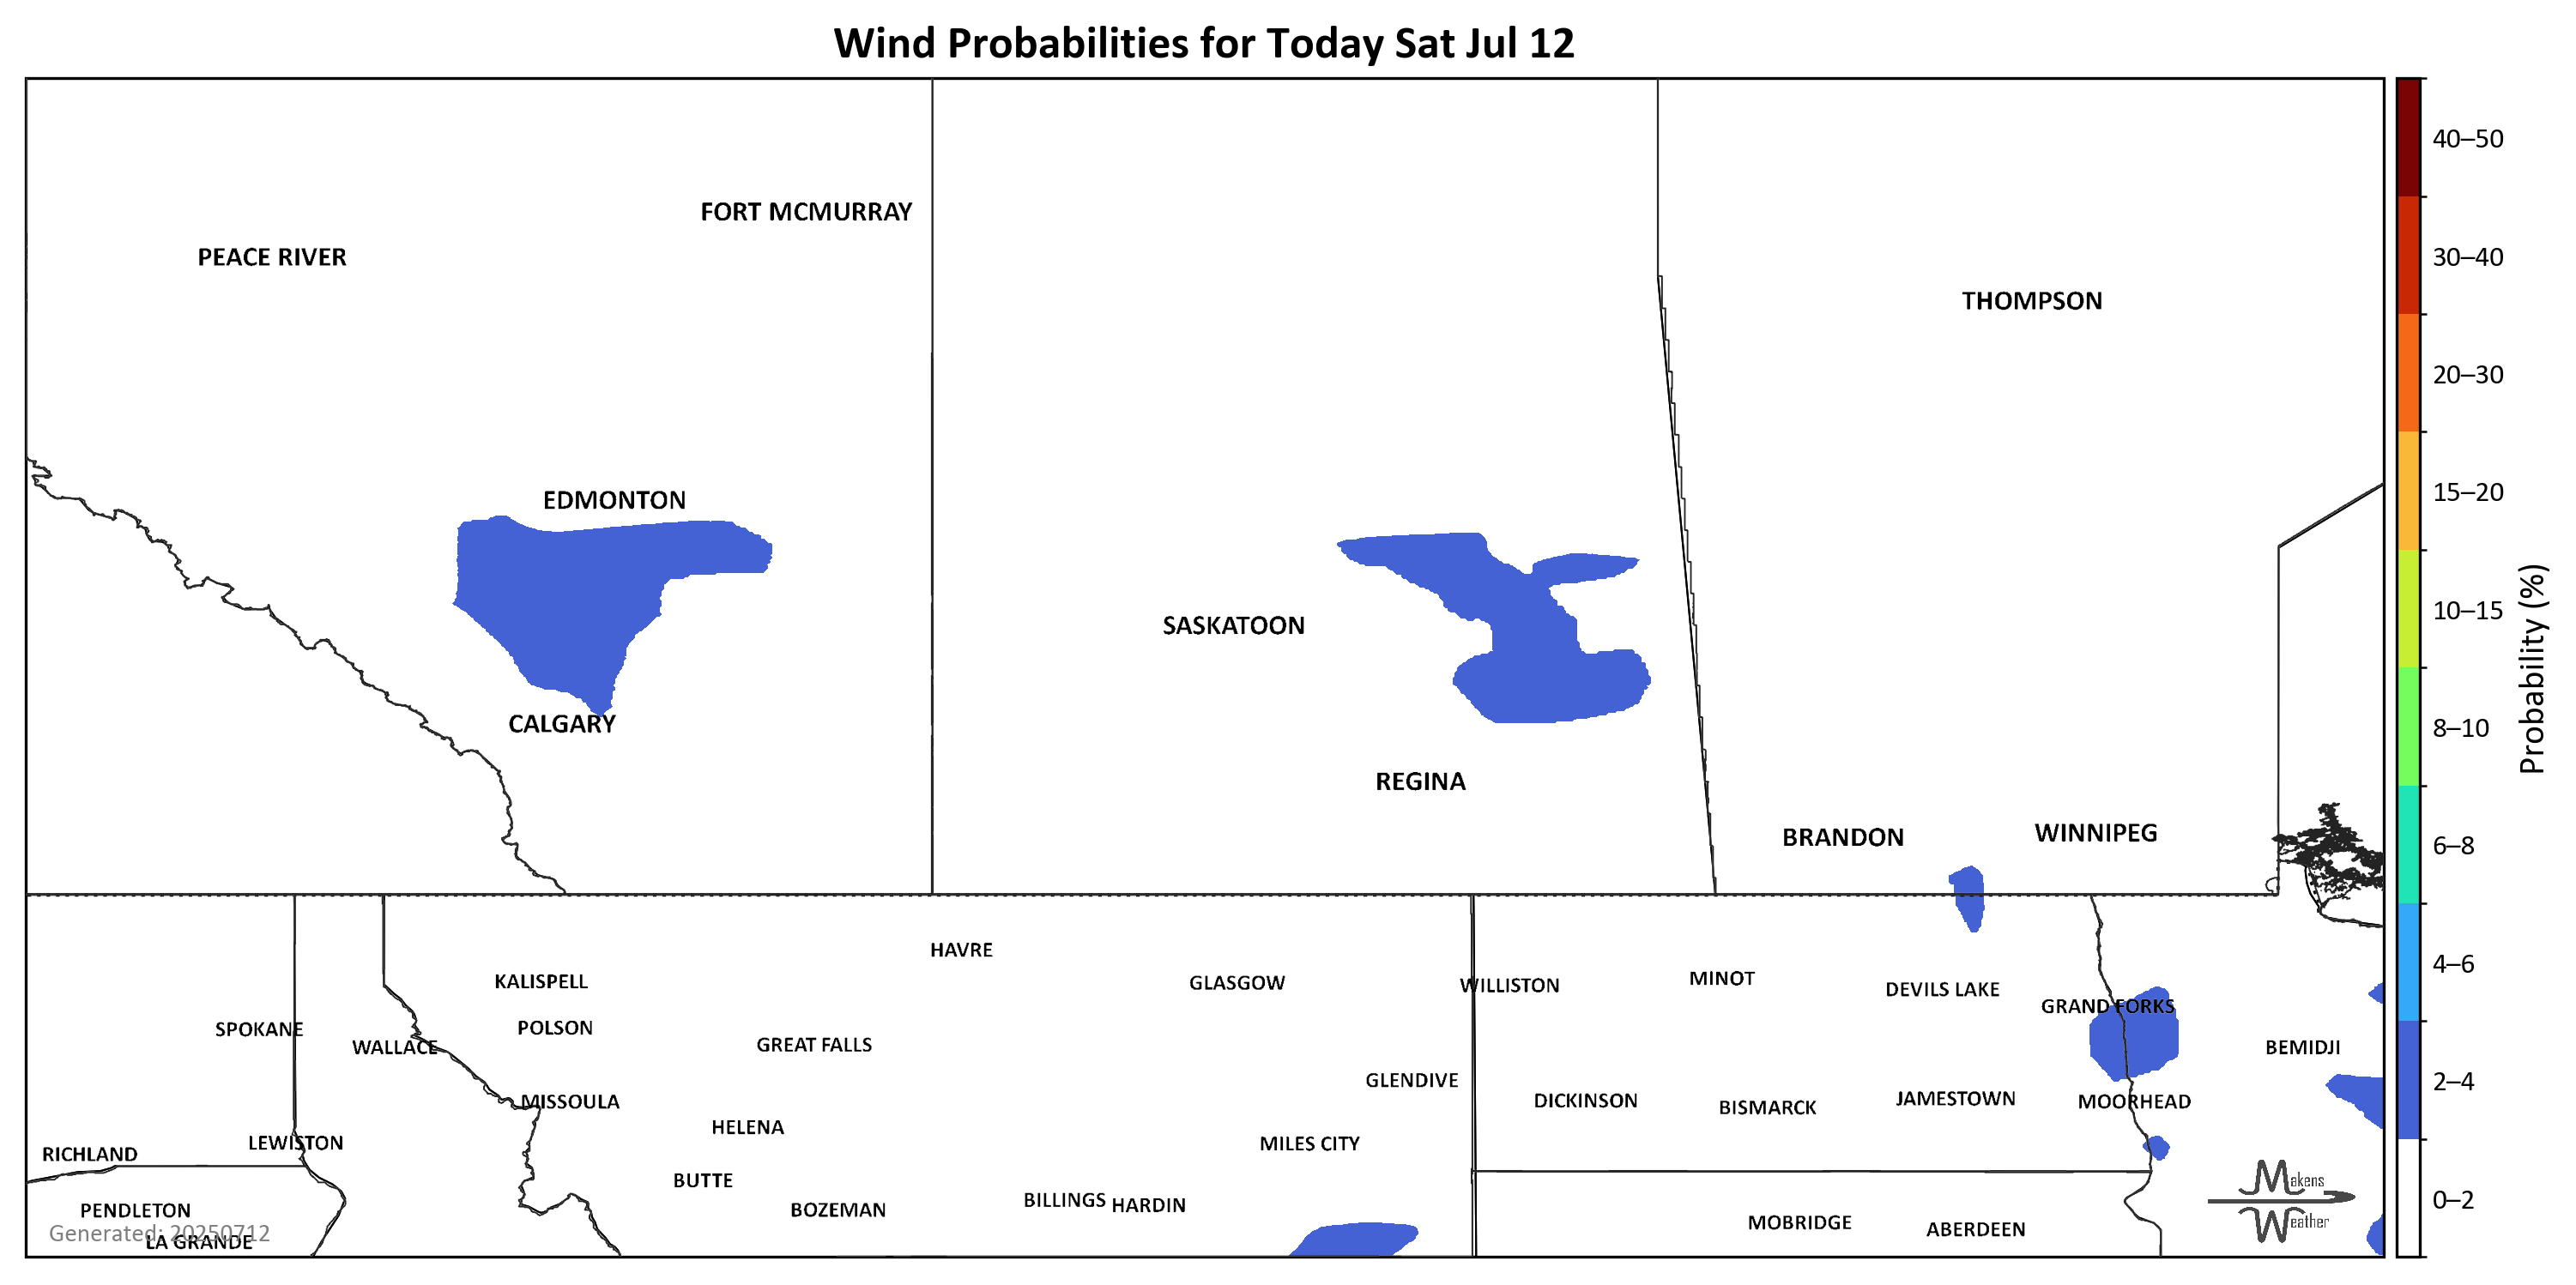 Wind Probabilities for Today Sat Jul 12
FORT MCMURRAY
PEACE RIVER
THOMPSON
EDMONTON
SASKATOON
CALGARY
REGINA
BRANDON
WINNIPEG
HAVRE
KALISPELL
GLASGOW
WILLISTON
MINOT
DEVILS LAKE
GRAND FORKS
SPOKANE
POLSON
WALLACE
GREAT FALLS
BEMIDJI
GLENDIVE
MISSOULA
DICKINSON
BISMARCK
JAMESTOWN
MOORHEAD
HELENA
LEWISTON
MILES CITY
RICHLAND
BUTTE
BILLINGS
HARDIN
PENDLETON
BOZEMAN
MOBRIDGE
ABERDEEN
Generated: 20250712
LA GRANDE
Makens
Weather
40–50
30–40
20–30
15–20
10–15
8–10
6–8
4–6
2–4
0–2
Probability (%)